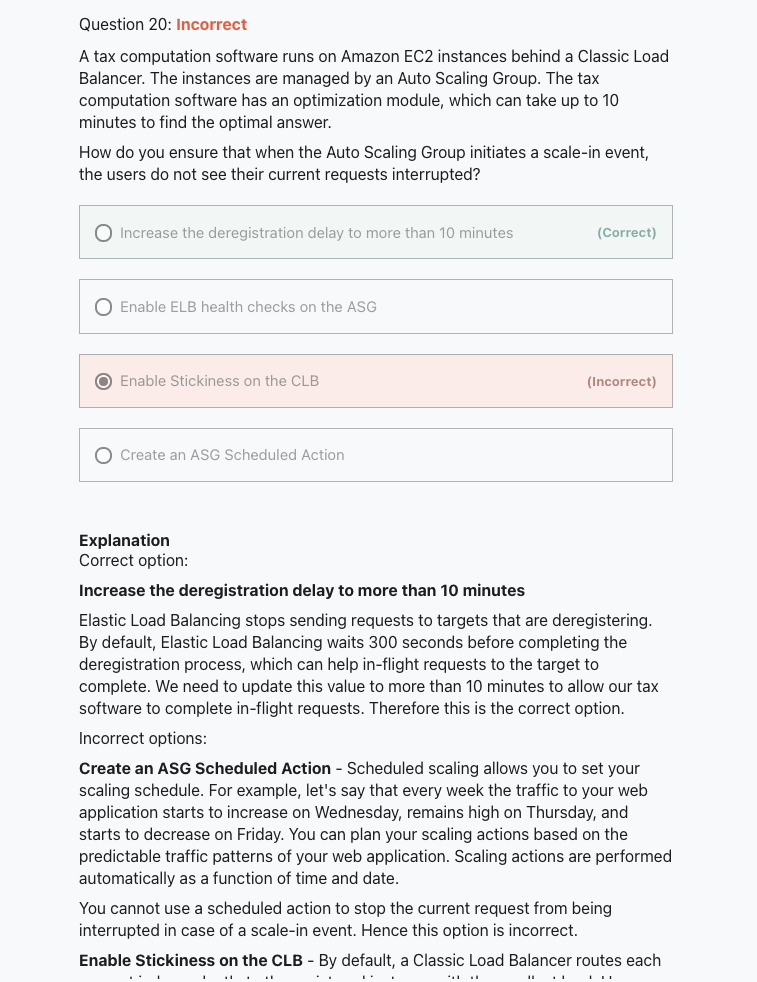 Question 20: Incorrect
A tax computation software runs on Amazon EC2 instances behind a Classic Load
Balancer. The instances are managed by an Auto Scaling Group. The tax
computation software has an optimization module, which can take up to 10
minutes to find the optimal answer.
How do you ensure that when the Auto Scaling Group initiates a scale-in event,
the users do not see their current requests interrupted?
Increase the deregistration delay to more than 10 minutes (Correct)
Enable ELB health checks on the ASG
Enable Stickiness on the CLB (Incorrect)
Create an ASG Scheduled Action
Explanation
Correct option:
Increase the deregistration delay to more than 10 minutes
Elastic Load Balancing stops sending requests to targets that are deregistering.
By default, Elastic Load Balancing waits 300 seconds before completing the
deregistration process, which can help in-flight requests to the target to
complete. We need to update this value to more than 10 minutes to allow our tax
software to complete in-flight requests. Therefore this is the correct option.
Incorrect options:
Create an ASG Scheduled Action - Scheduled scaling allows you to set your
scaling schedule. For example, let's say that every week the traffic to your web
application starts to increase on Wednesday, remains high on Thursday, and
starts to decrease on Friday. You can plan your scaling actions based on the
predictable traffic patterns of your web application. Scaling actions are performed
automatically as a function of time and date.
You cannot use a scheduled action to stop the current request from being
interrupted in case of a scale-in event. Hence this option is incorrect.
Enable Stickiness on the CLB - By default, a Classic Load Balancer routes each